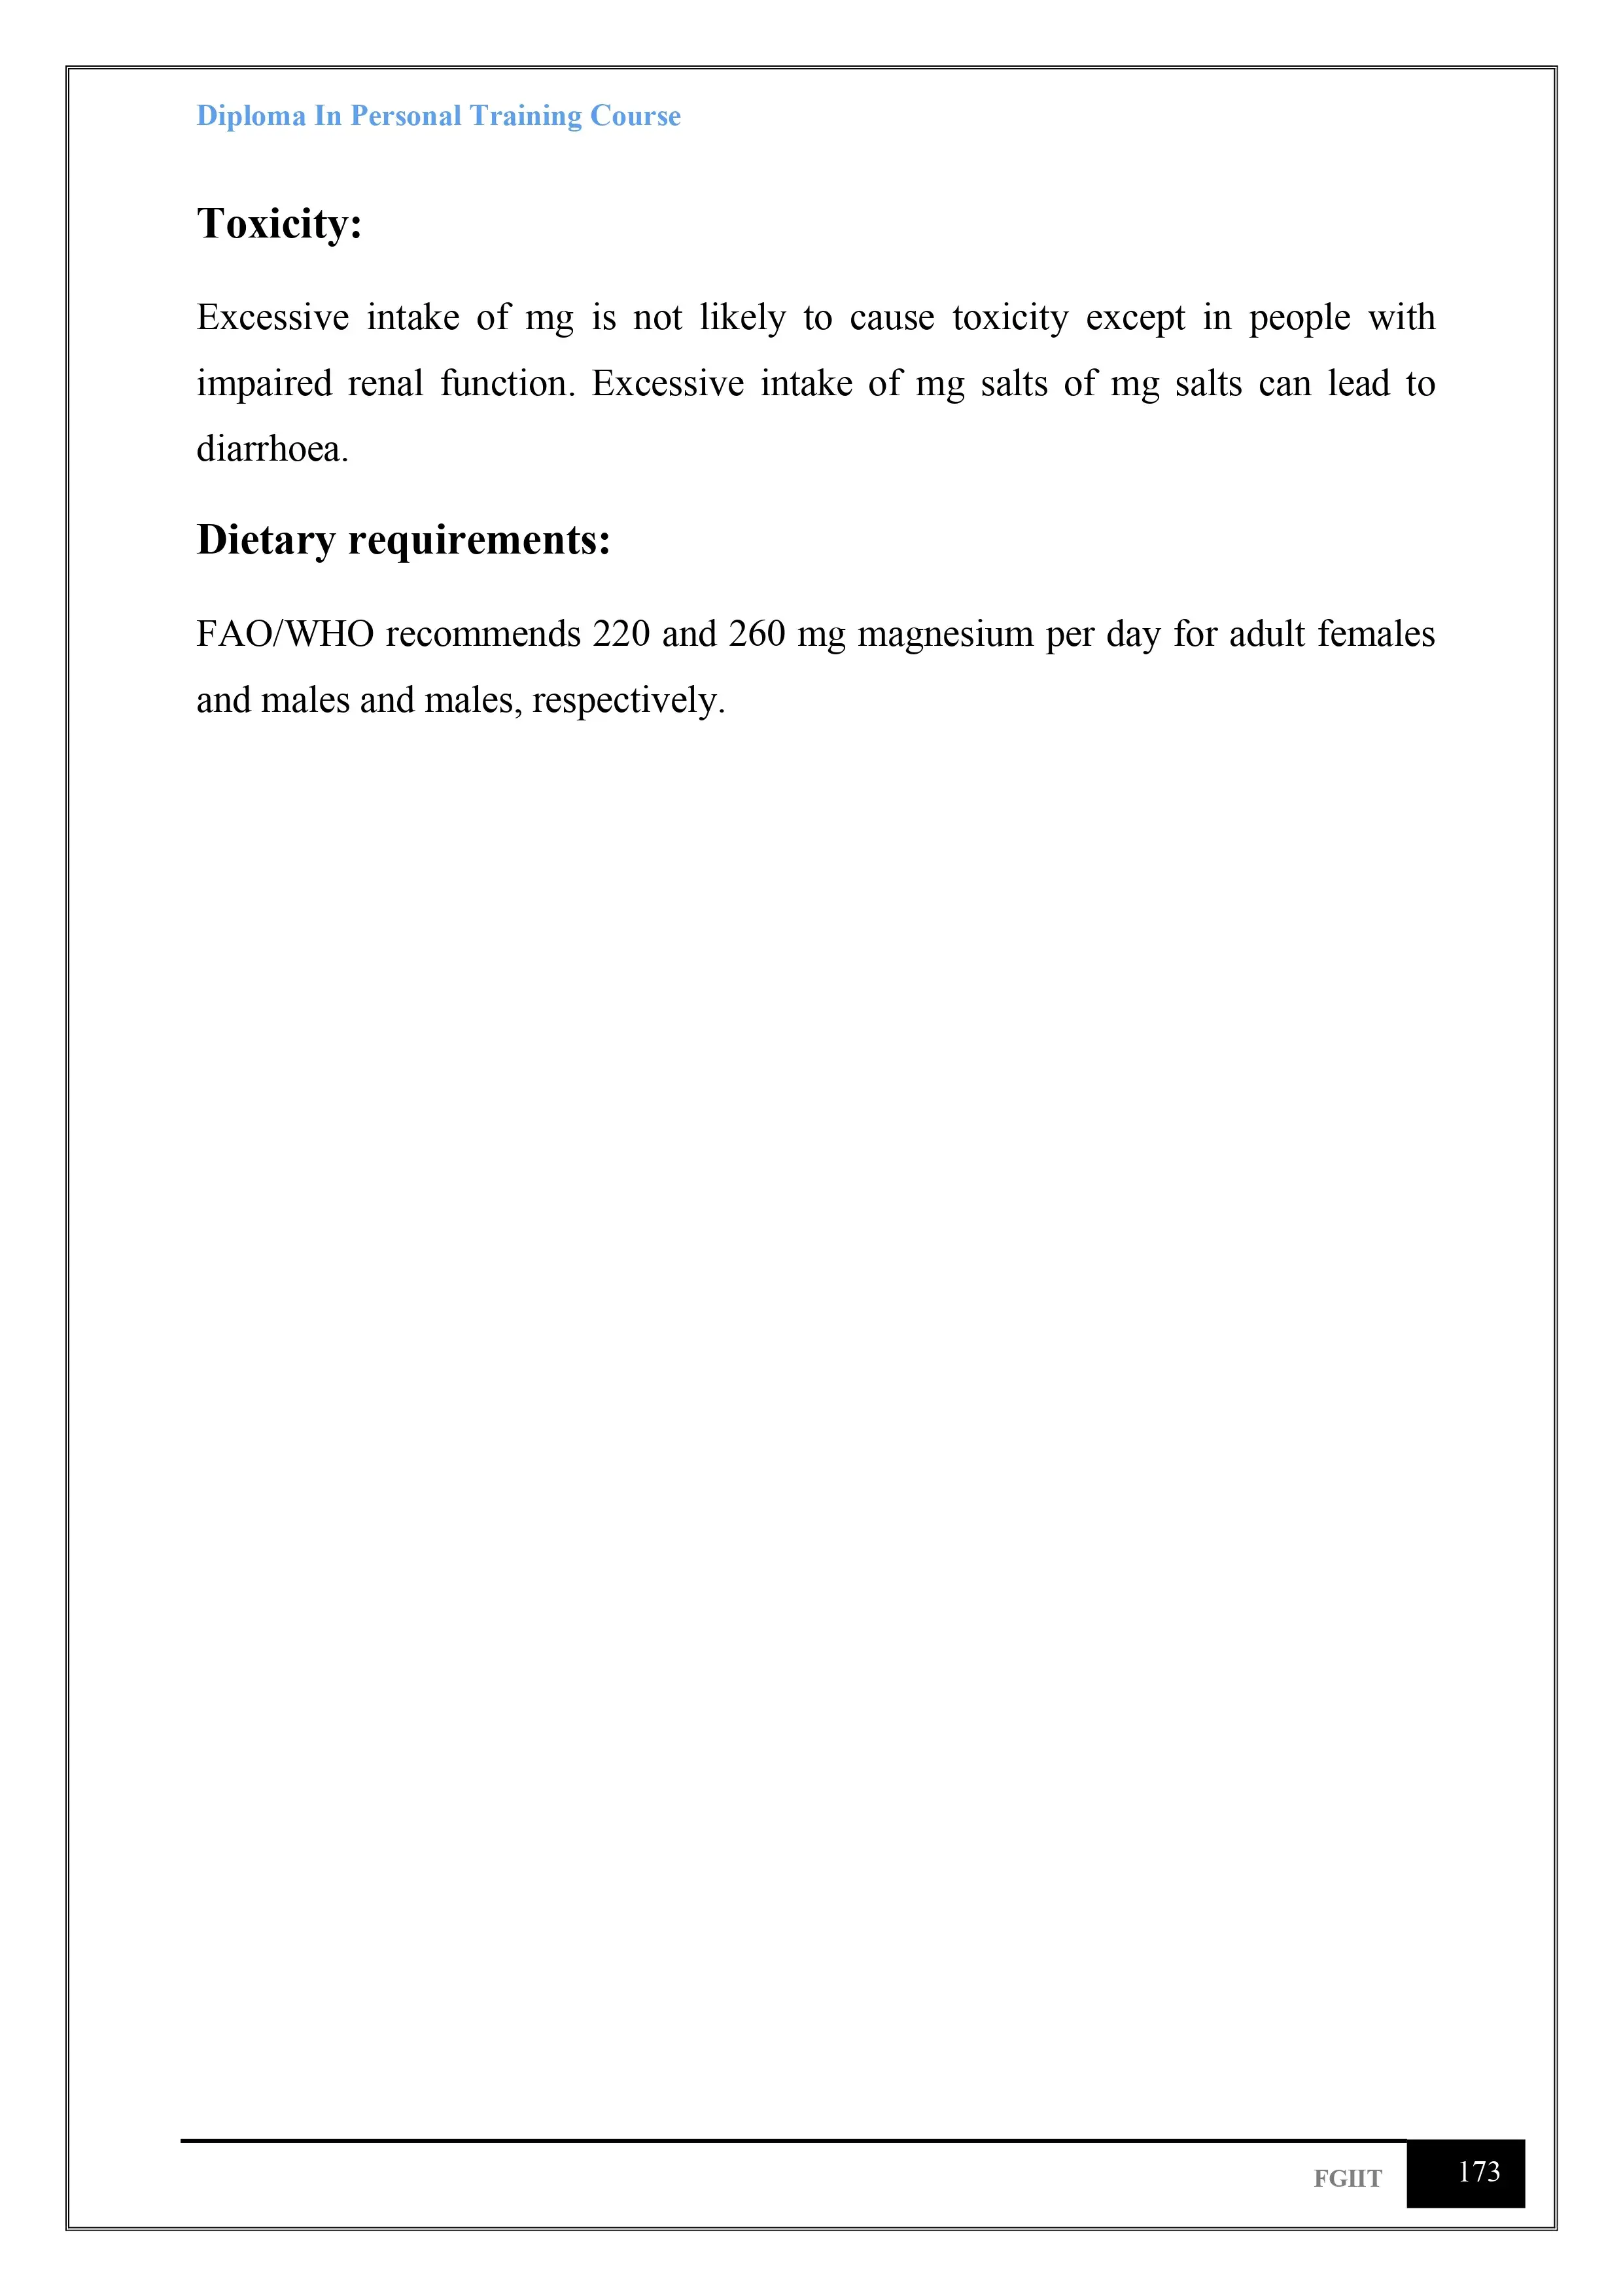 Diploma In Personal Training Course
Toxicity:
Excessive intake of mg is not likely to cause toxicity except in people with
impaired renal function. Excessive intake of mg salts of mg salts can lead to
diarrhoea.
Dietary requirements:
FAO/WHO recommends 220 and 260 mg magnesium per day for adult females
and males and males, respectively.
FGIIT 173